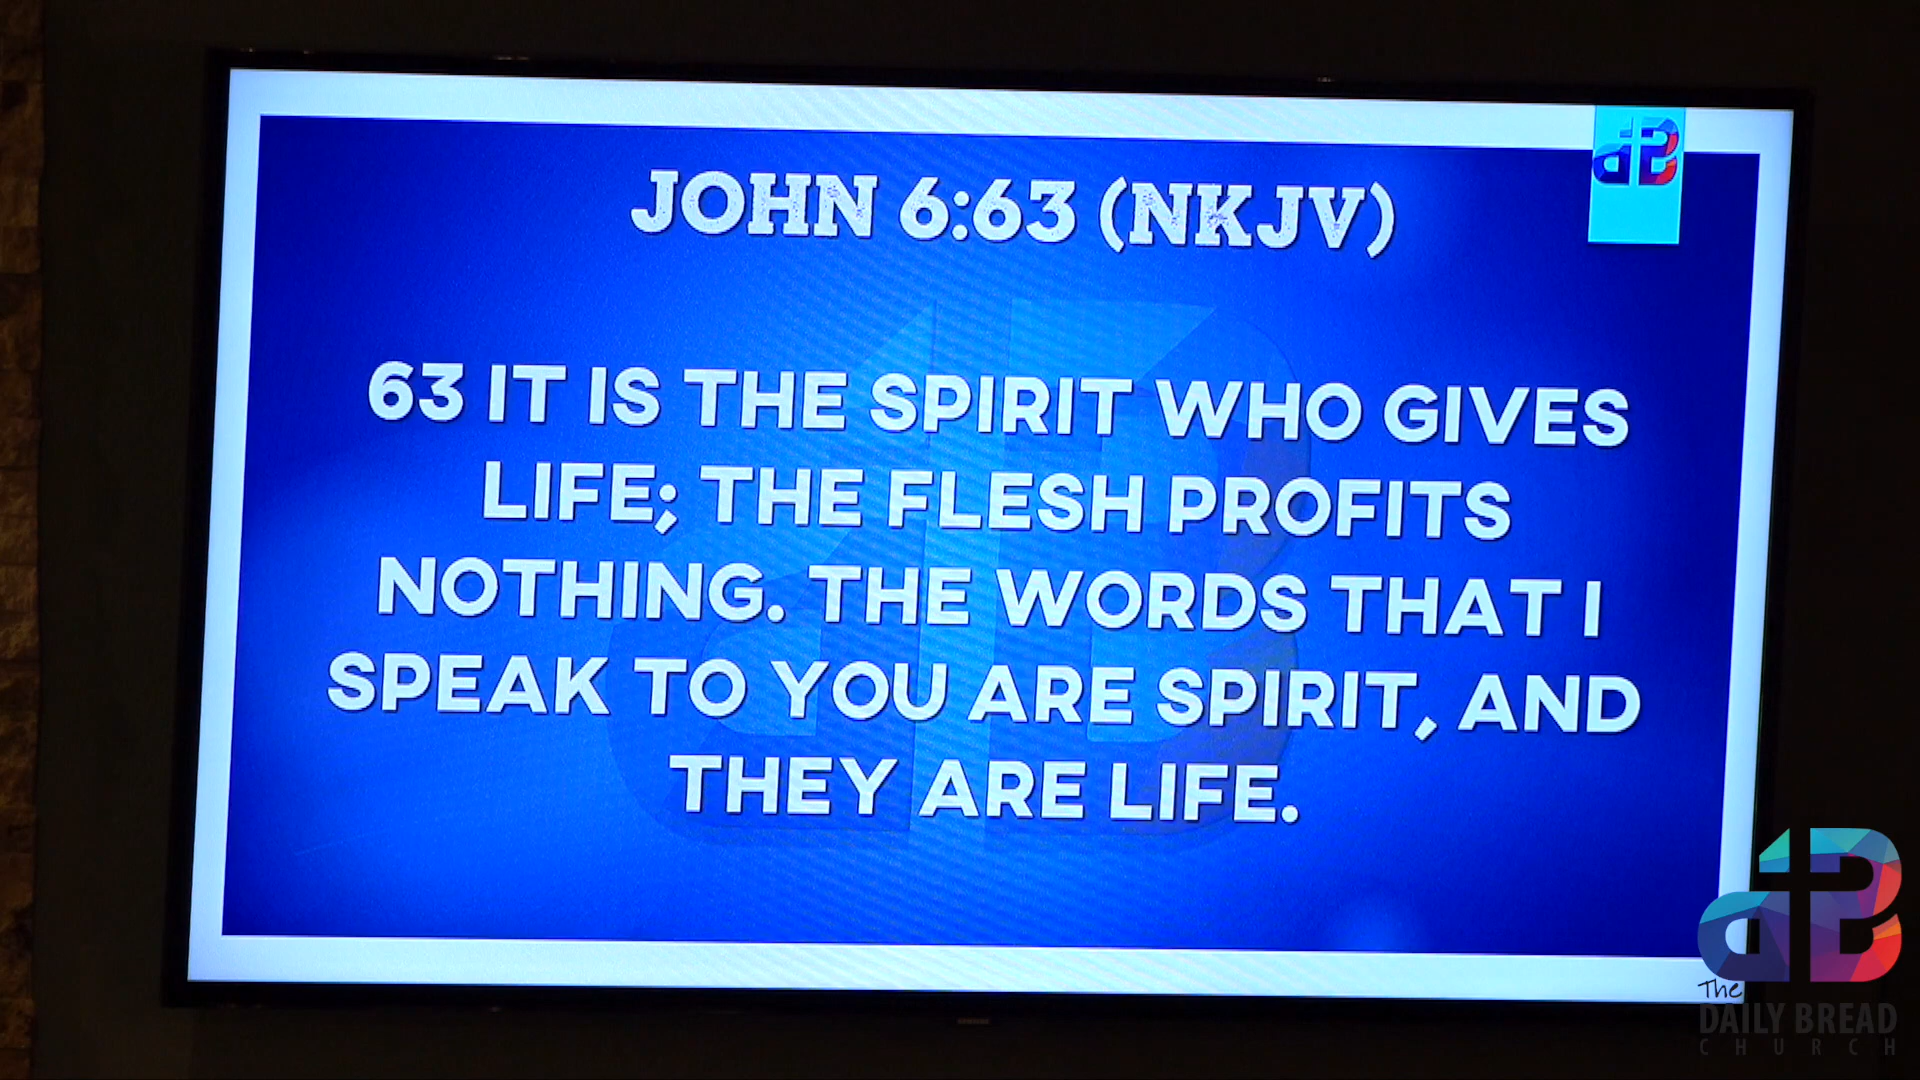 JOHN 6:63 (NKJV)
63 IT IS THE SPIRIT WHO GIVES
LIFE; THE FLESH PROFITS
NOTHING. THE WORDS THAT I
SPEAK TO YOU ARE SPIRIT, AND
THEY ARE LIFE.
The
DAILY BREAD
CHURCH